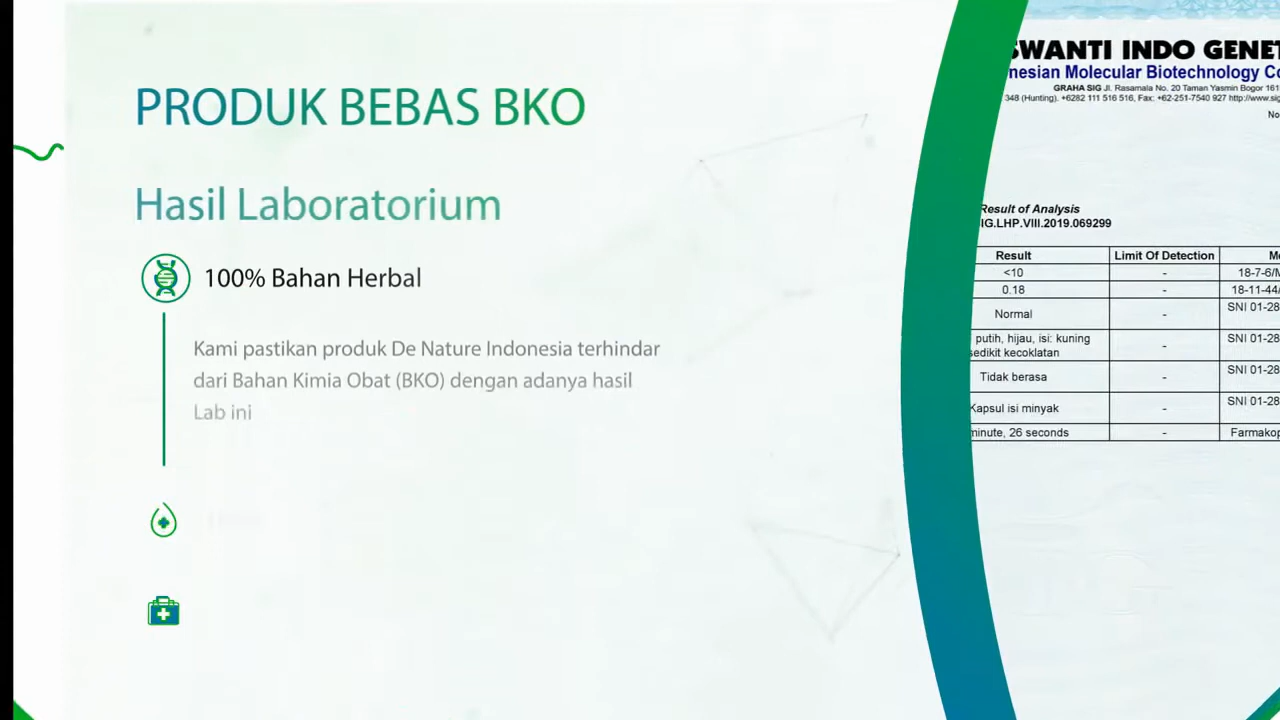 PRODUK BEBAS BKO
Hasil Laboratorium
100% Bahan Herbal
Kami pastikan produk De Nature Indonesia terhindar
dari Bahan Kimia Obat (BKO) dengan adanya hasil
Lab ini
SWANTI INDO GENET
nesian Molecular Biotechnology Co
GRAHA SIG Jl. Rasamala No. 20 Taman Yasmin Bogor 161
348 (Hunting). +6282 111 516 516, Fax: +62-251-7540 927 http://www.sig
No
Result of Analysis
IG.LHP.VIII.2019.069299
Result Limit Of Detection Me
<10 - 18-7-6/M
0.18 - 18-11-44/
Normal - SNI 01-28
putih, hijau, isi: kuning
sedikit kecoklatan - SNI 01-28
Tidak berasa - SNI 01-28
Kapsul isi minyak - SNI 01-28
minute, 26 seconds - Farmakop